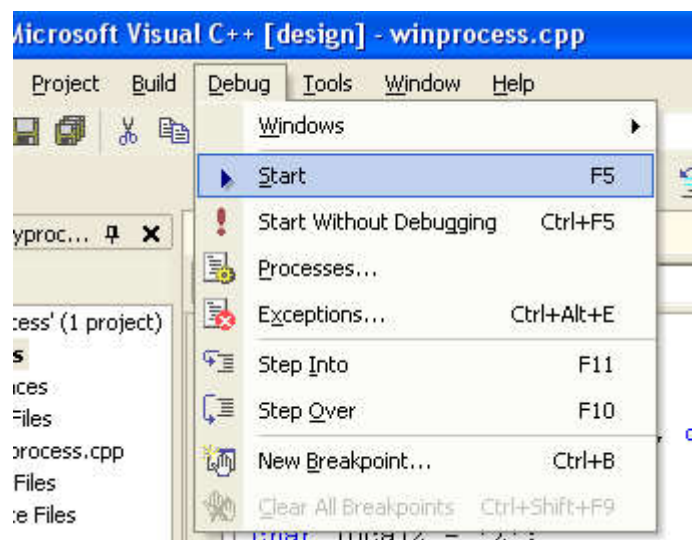 Microsoft Visual C++ [design] - winprocess.cpp
Project Build Debug Tools Window Help
Windows
Start F5
Start Without Debugging Ctrl+F5
Processes...
Exceptions... Ctrl+Alt+E
Step Into F11
Step Over F10
New Breakpoint... Ctrl+B
Clear All Breakpoints Ctrl+Shift+F9
yproc...
cess' (1 project)
s
nces
Files
process.cpp
Files
e Files